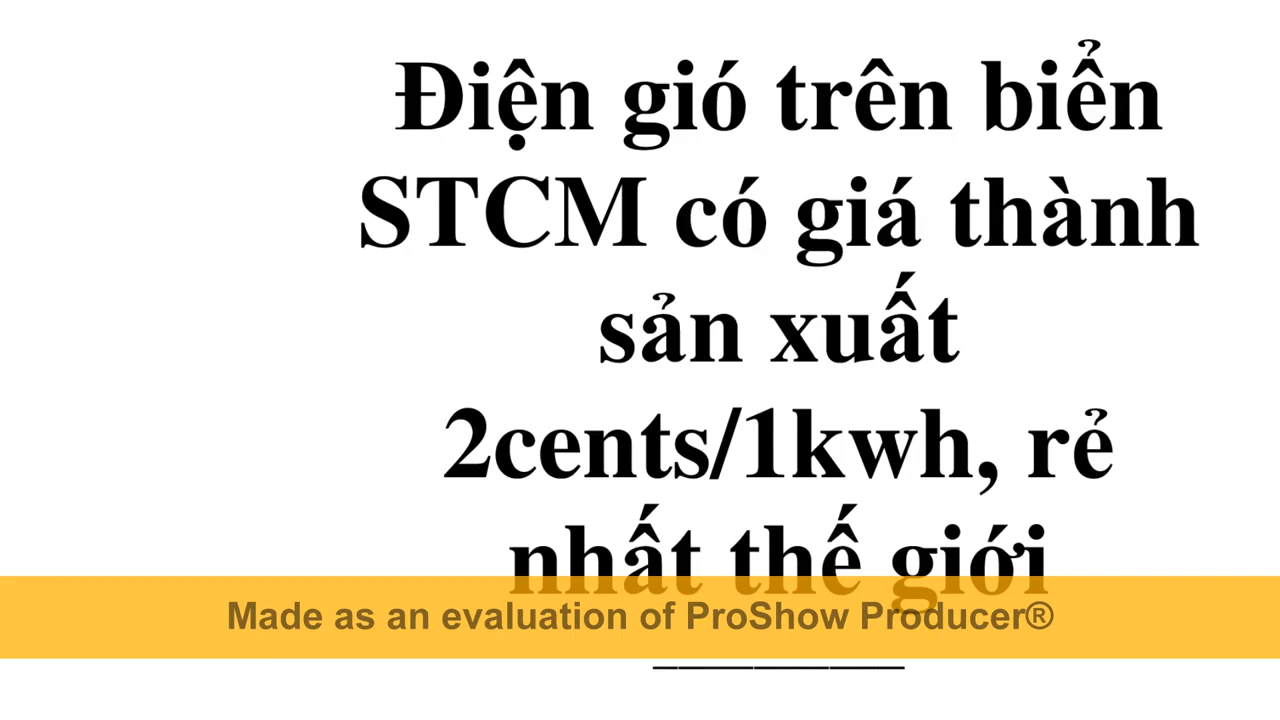 Điện gió trên biển
STCM có giá thành
sản xuất
2cents/1kwh, rẻ
nhất thế giới
Made as an evaluation of ProShow Producer®